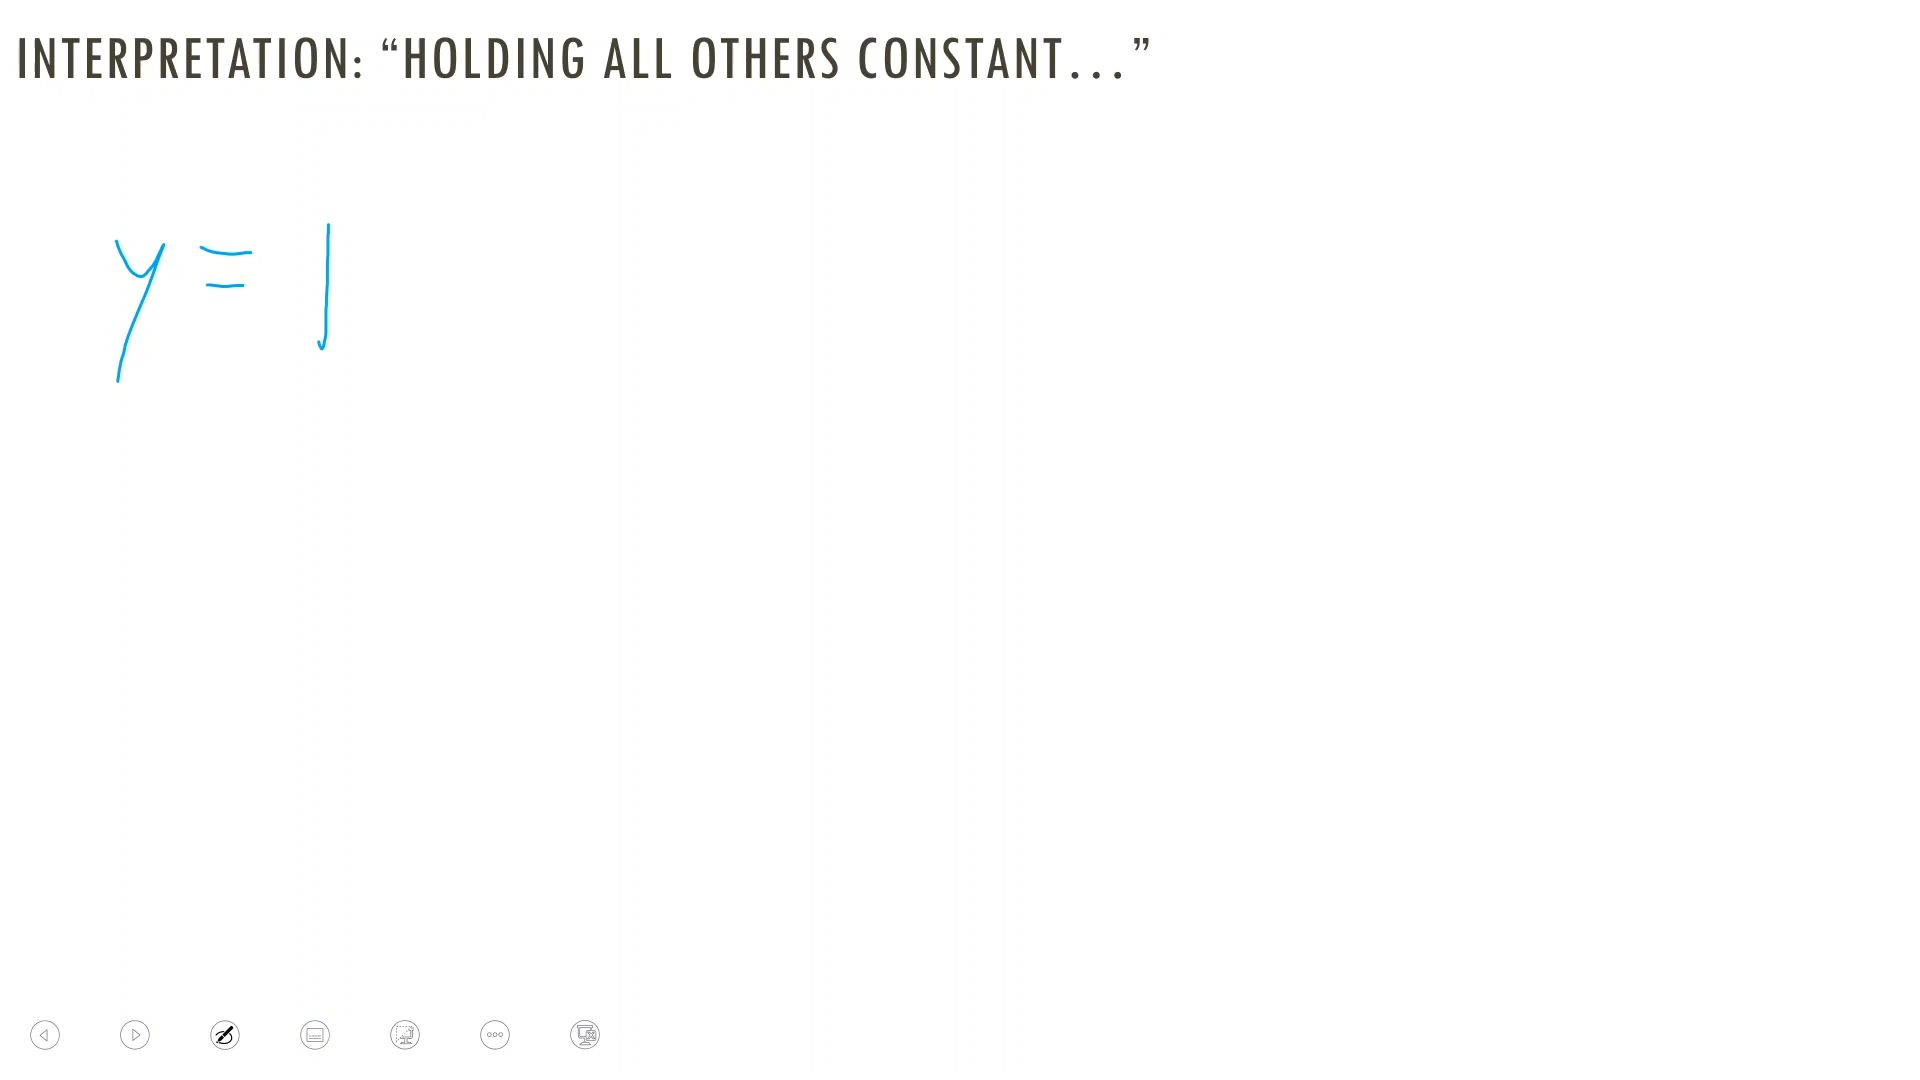 INTERPRETATION: “HOLDING ALL OTHERS CONSTANT...”
y =